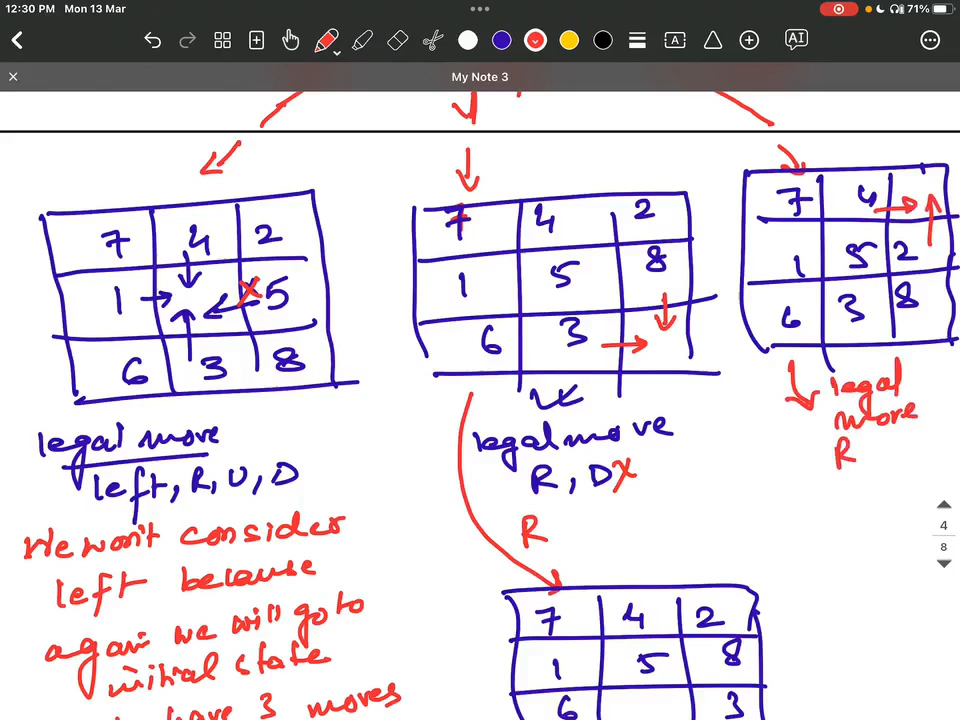 12:30 PM Mon 13 Mar
71%
A
AI
× My Note 3
7 4 2
1 × 5
6 3 8
legal move
left, R, U, D
We won't consider
left because
again we will go to
initial state
have 3 moves
7 4 2
1 5 8
6 3
legal move
R, D ×
R
7 4
1 5 2
6 3 8
legal
move
R
7 4 2
1 5 8
6 3
4
8